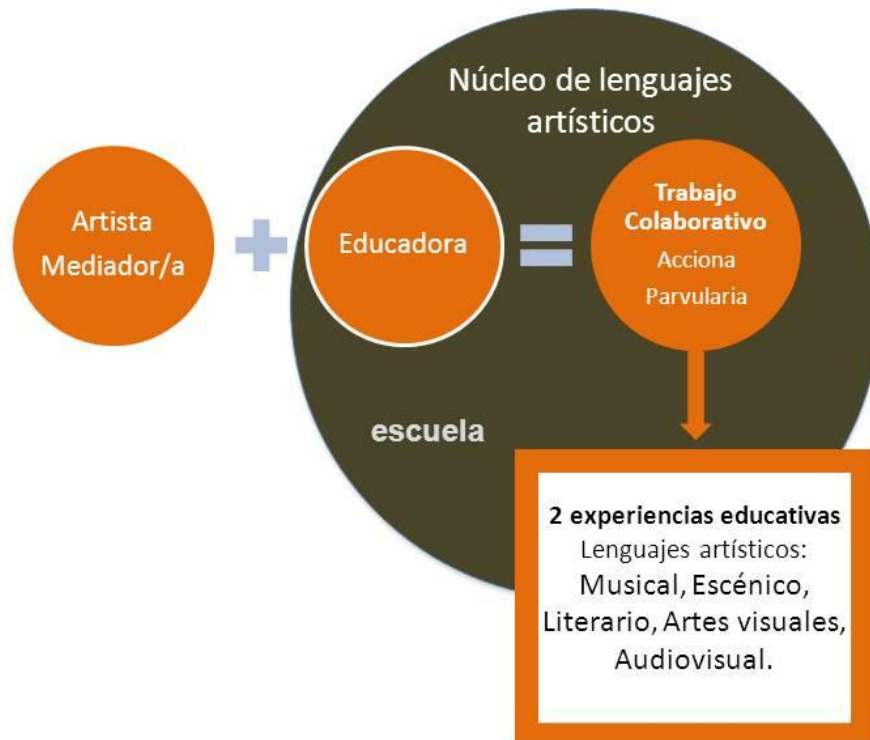 Núcleo de lenguajes
artísticos
Artista
Mediador/a
Educadora
Trabajo
Colaborativo
Acciona
Parvularia
escuela
2 experiencias educativas
Lenguajes artísticos:
Musical, Escénico,
Literario, Artes visuales,
Audiovisual.